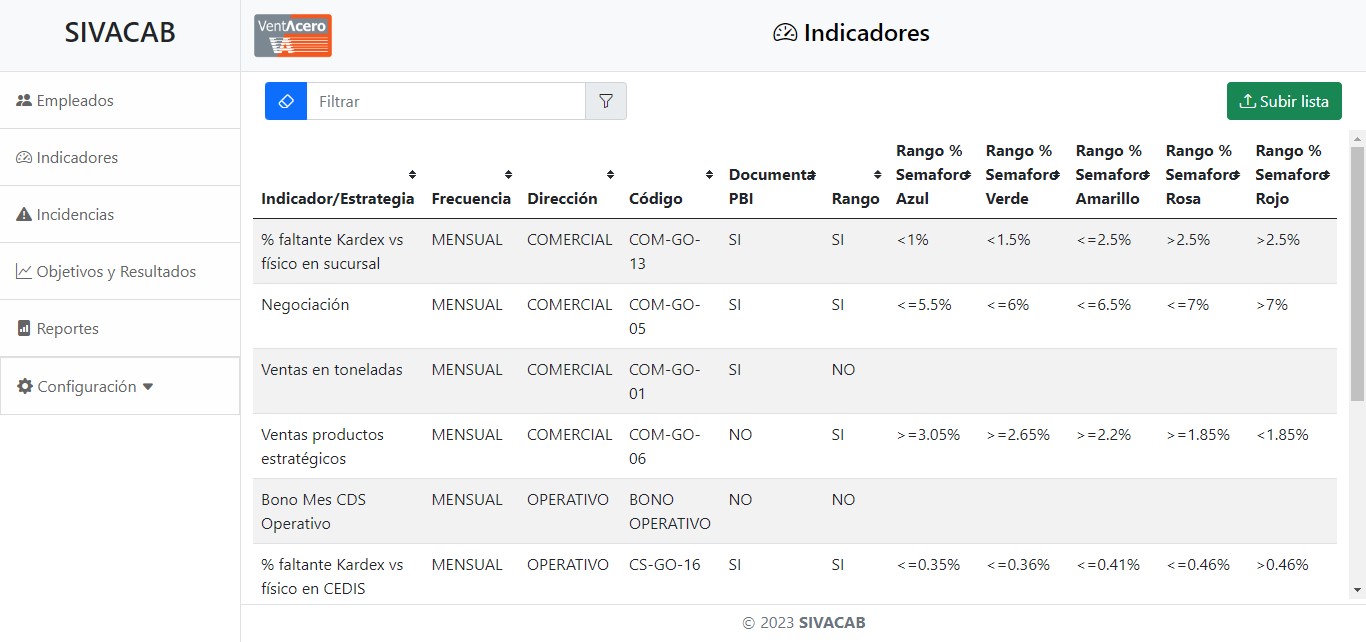 SIVACAB
VentAcero
VA
Indicadores
Empleados
Indicadores
Incidencias
Objetivos y Resultados
Reportes
Configuración
Filtrar
Subir lista
Indicador/Estrategia Frecuencia Dirección Código Documenta PBI Rango Rango % Semaforo Azul Rango % Semaforo Verde Rango % Semaforo Amarillo Rango % Semaforo Rosa Rango % Semaforo Rojo
% faltante Kardex vs MENSUAL COMERCIAL COM-GO- SI SI <1% <1.5% <=2.5% >2.5% >2.5%
físico en sucursal 13
Negociación MENSUAL COMERCIAL COM-GO- SI SI <=5.5% <=6% <=6.5% <=7% >7%
05
Ventas en toneladas MENSUAL COMERCIAL COM-GO- SI NO
01
Ventas productos MENSUAL COMERCIAL COM-GO- NO SI >=3.05% >=2.65% >=2.2% >=1.85% <1.85%
estratégicos 06
Bono Mes CDS MENSUAL OPERATIVO BONO NO NO
Operativo OPERATIVO
% faltante Kardex vs MENSUAL OPERATIVO CS-GO-16 SI SI <=0.35% <=0.36% <=0.41% <=0.46% >0.46%
físico en CEDIS
© 2023 SIVACAB